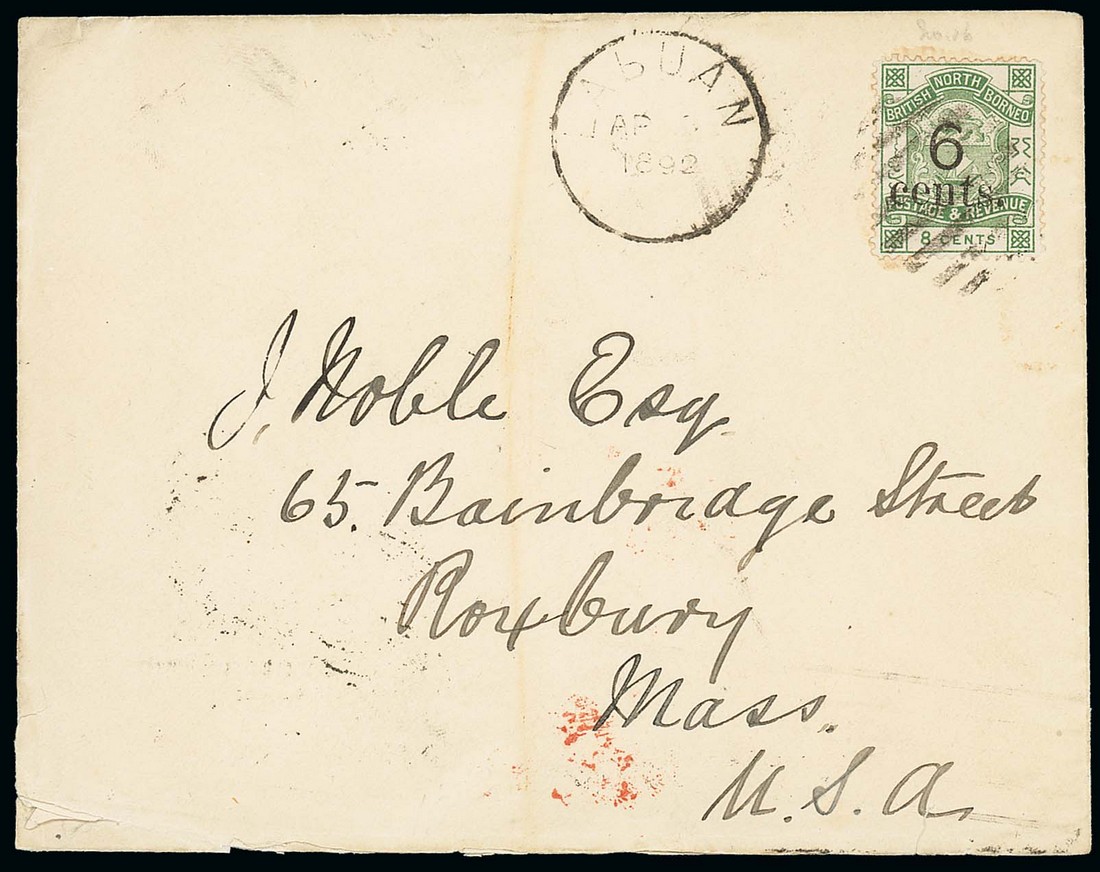 LABUAN
AP
1892
BRITISH NORTH BORNEO
6
cents.
POSTAGE & REVENUE
8 CENTS
J. Noble Esq
65. Bainbridge Street
Roxbury
Mass.
U. S. A.